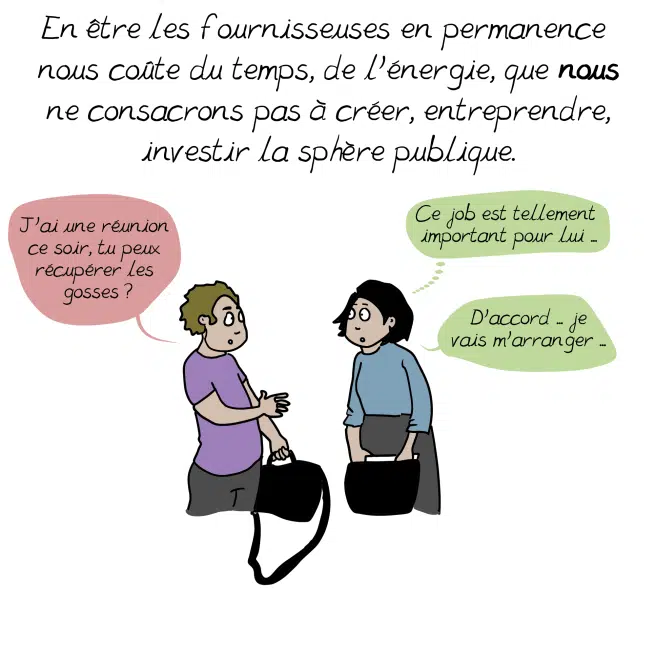 En être les fournisseuses en permanence
nous coûte du temps, de l'énergie, que nous
ne consacrons pas à créer, entreprendre,
investir la sphère publique.
J'ai une réunion
ce soir, tu peux
récupérer les
gosses ?
Ce job est tellement
important pour lui ...
D'accord ... je
vais m'arranger ...